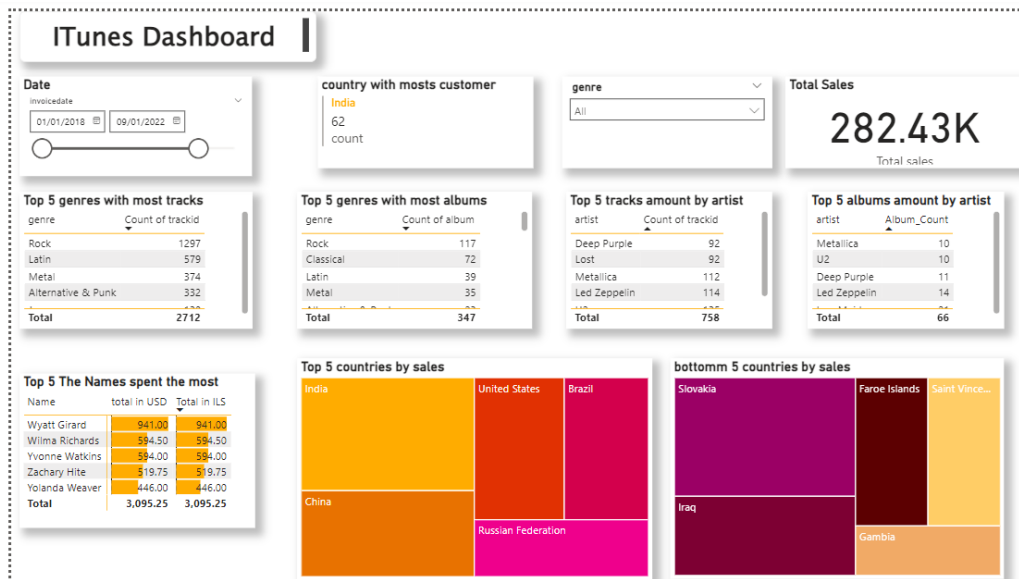 ITunes Dashboard
Date
invoicedate
01/01/2018 09/01/2022
country with mosts customer
India
62
count
genre
All
Total Sales
282.43K
Total sales
Top 5 genres with most tracks
genre Count of trackid
Rock 1297
Latin 579
Metal 374
Alternative & Punk 332
Total 2712
Top 5 genres with most albums
genre Count of album
Rock 117
Classical 72
Latin 39
Metal 35
Total 347
Top 5 tracks amount by artist
artist Count of trackid
Deep Purple 92
Lost 92
Metallica 112
Led Zeppelin 114
Total 758
Top 5 albums amount by artist
artist Album_Count
Metallica 10
U2 10
Deep Purple 11
Led Zeppelin 14
Total 66
Top 5 The Names spent the most
Name total in USD Total in ILS
Wyatt Girard 941.00 941.00
Wilma Richards 594.50 594.50
Yvonne Watkins 594.00 594.00
Zachary Hite 519.75 519.75
Yolanda Weaver 446.00 446.00
Total 3,095.25 3,095.25
Top 5 countries by sales
India
United States
Brazil
China
Russian Federation
bottomm 5 countries by sales
Slovakia
Faroe Islands
Saint Vince...
Iraq
Gambia